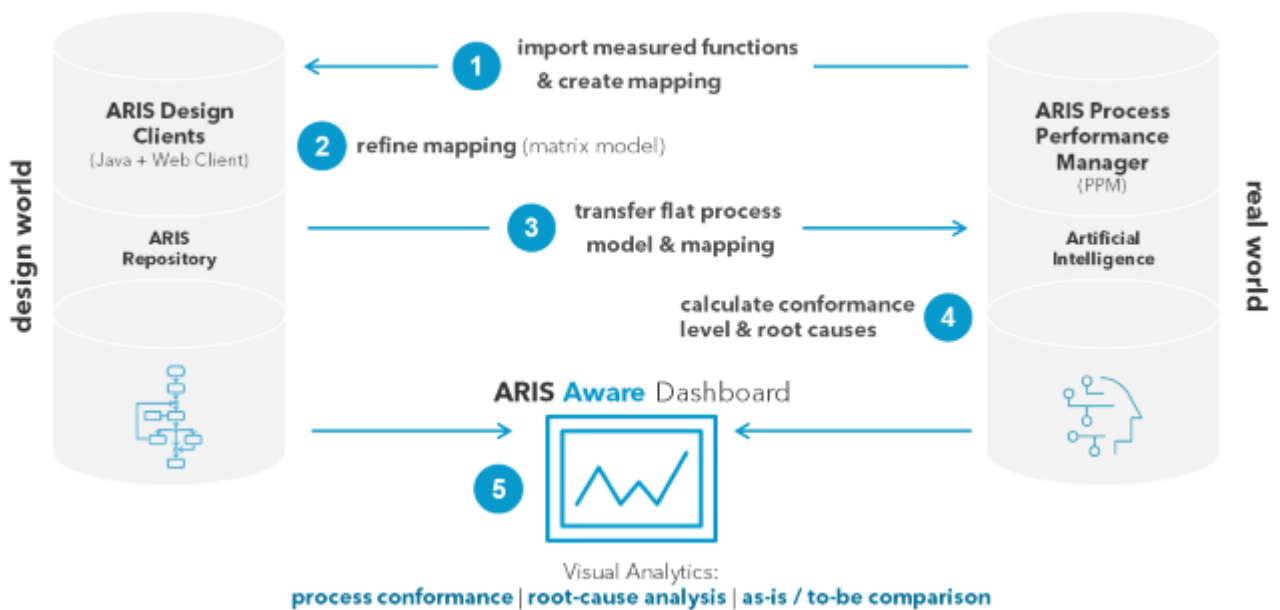 design world
ARIS Design
Clients
(Java + Web Client)
ARIS
Repository
1
import measured functions
& create mapping
2
refine mapping (matrix model)
3
transfer flat process
model & mapping
calculate conformance
level & root causes
4
ARIS Process
Performance
Manager
(PPM)
Artificial
Intelligence
real world
ARIS Aware Dashboard
5
Visual Analytics:
process conformance | root-cause analysis | as-is / to-be comparison